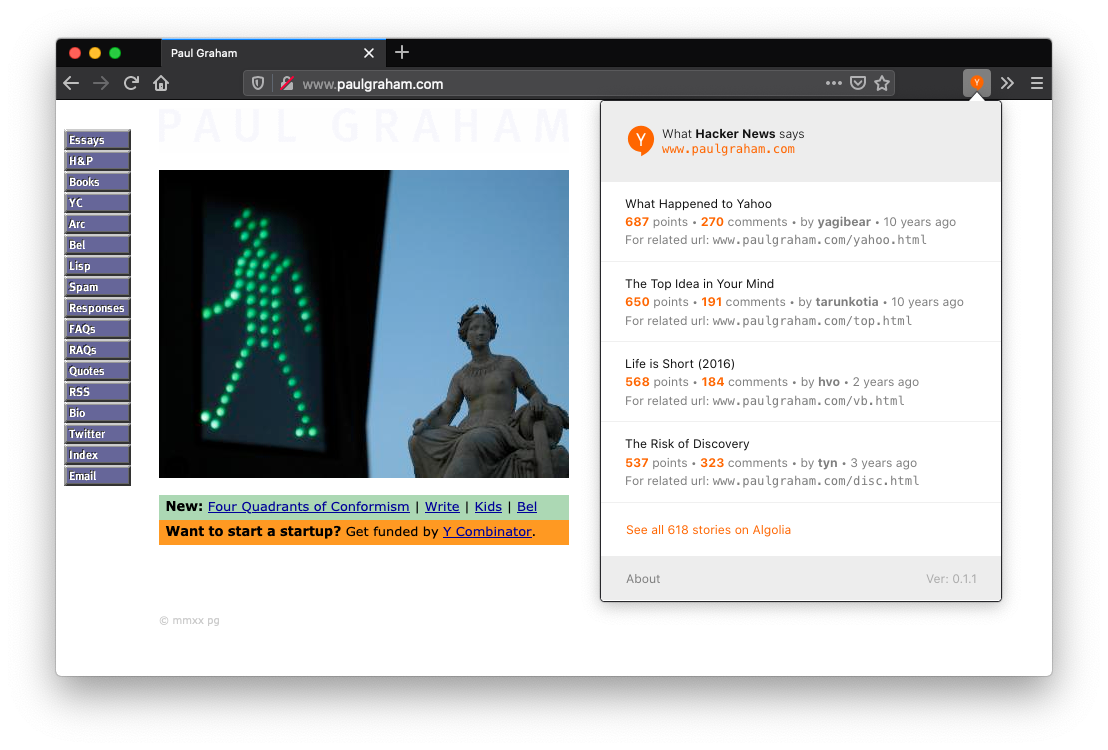 Paul Graham
www.paulgraham.com
PAUL GRAHAM
Essays
H&P
Books
YC
Arc
Bel
Lisp
Spam
Responses
FAQs
RAQs
Quotes
RSS
Bio
Twitter
Index
Email
New: Four Quadrants of Conformism | Write | Kids | Bel
Want to start a startup? Get funded by Y Combinator.
© mmxx pg
Y
Y
What Hacker News says
www.paulgraham.com
What Happened to Yahoo
687 points • 270 comments • by yagibear • 10 years ago
For related url: www.paulgraham.com/yahoo.html
The Top Idea in Your Mind
650 points • 191 comments • by tarunkotia • 10 years ago
For related url: www.paulgraham.com/top.html
Life is Short (2016)
568 points • 184 comments • by hvo • 2 years ago
For related url: www.paulgraham.com/vb.html
The Risk of Discovery
537 points • 323 comments • by tyn • 3 years ago
For related url: www.paulgraham.com/disc.html
See all 618 stories on Algolia
About
Ver: 0.1.1